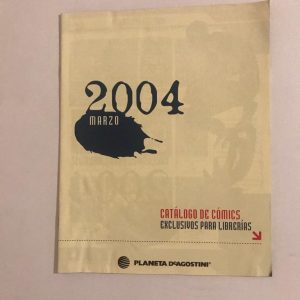 2004
MARZO
CATÁLOGO DE CÓMICS
EXCLUSIVOS PARA LIBRERÍAS
PLANETA DEAGOSTINI